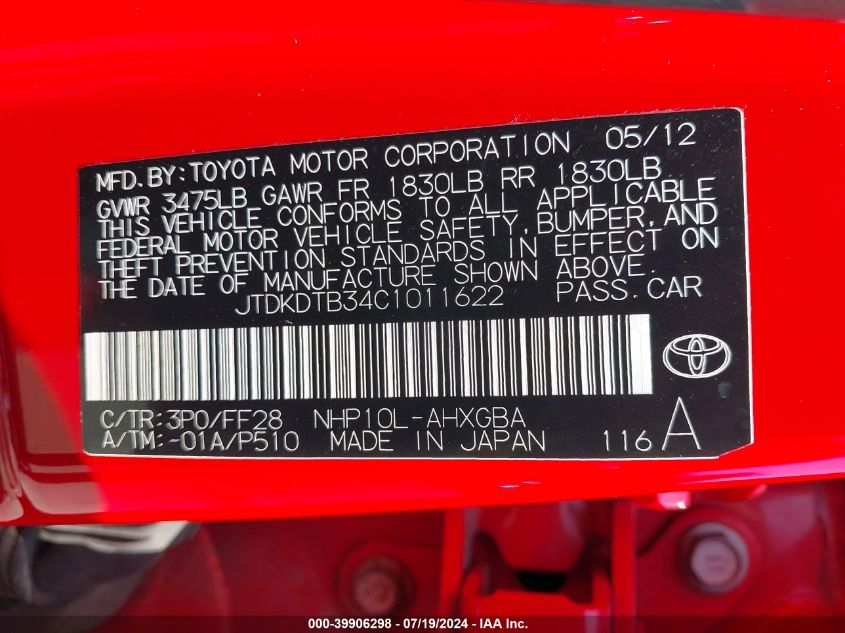 MFD.BY:TOYOTA MOTOR CORPORATION 05/12
GVWR 3475LB GAWR FR 1830LB RR 1830LB
THIS VEHICLE CONFORMS TO ALL APPLICABLE
FEDERAL MOTOR VEHICLE SAFETY,BUMPER,AND
THEFT PREVENTION STANDARDS IN EFFECT ON
THE DATE OF MANUFACTURE SHOWN ABOVE.
JTDKDTB34C1011622 PASS.CAR
C/TR:3P0/FF28 NHP10L-AHXGBA
A/TM:-01A/P510 MADE IN JAPAN 116 A
000-39906298 - 07/19/2024 - IAA Inc.